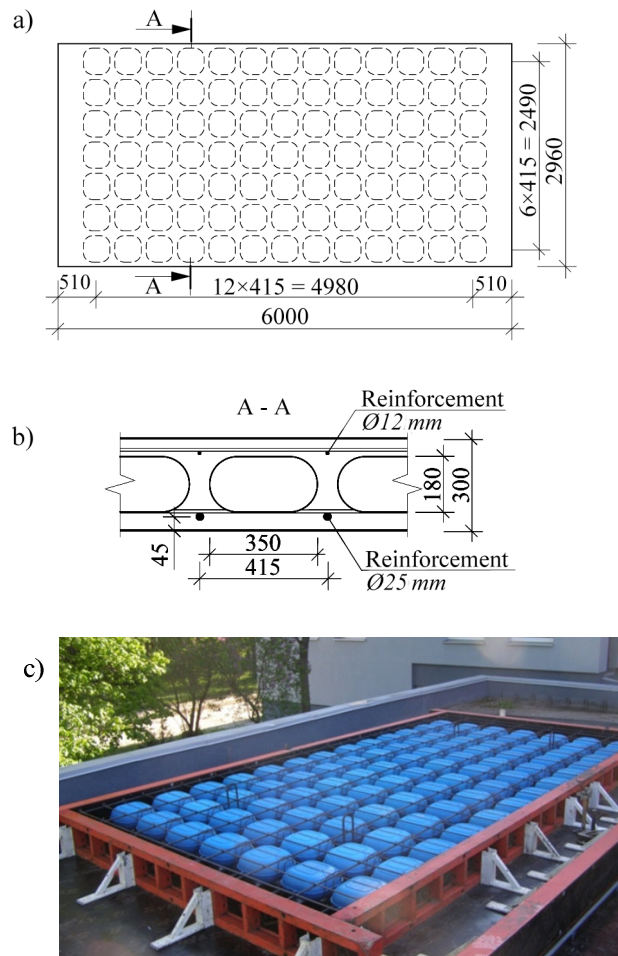 a)
A
6×415 = 2490
2960
510
A
12×415 = 4980
510
6000
A - A
Reinforcement
Ø12 mm
b)
180
300
45
350
415
Reinforcement
Ø25 mm
c)